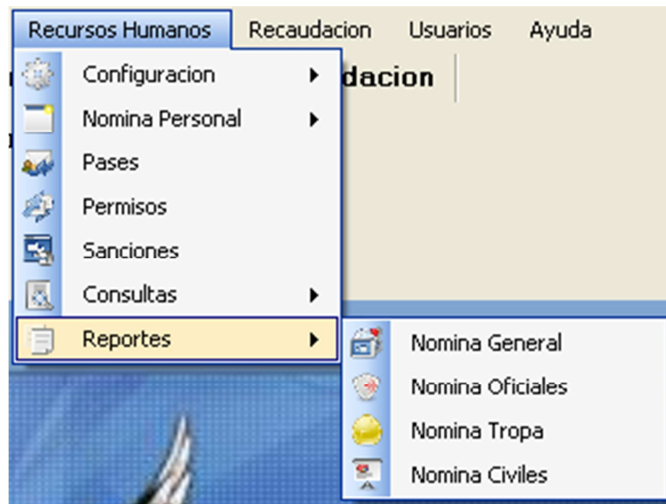 Recursos Humanos Recaudacion Usuarios Ayuda
Configuracion
dacion
Nomina Personal
Pases
Permisos
Sanciones
Consultas
Reportes
Nomina General
Nomina Oficiales
Nomina Tropa
Nomina Civiles